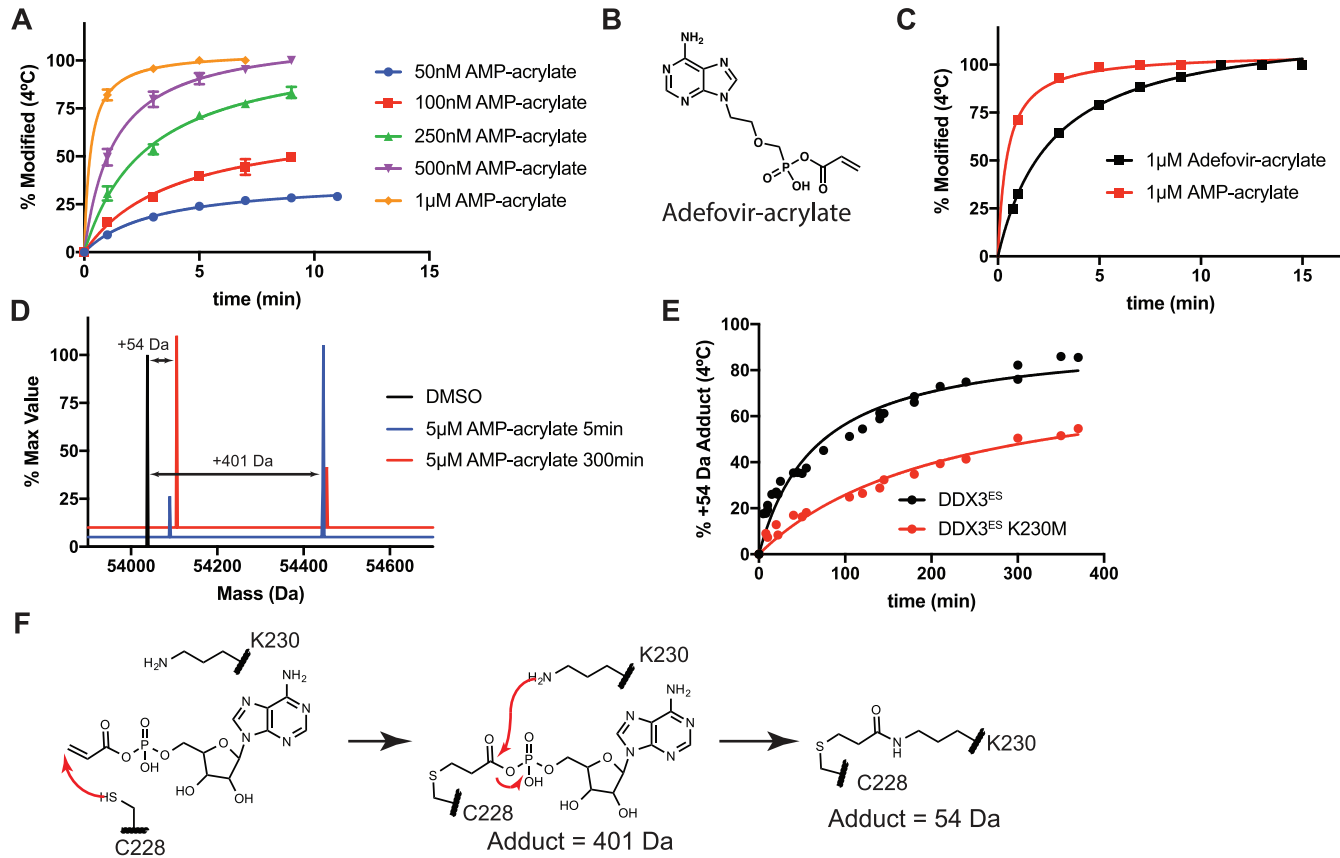 A
% Modified (4ºC)
100
75
50
25
0
0
5
10
15
time (min)
50nM AMP-acrylate
100nM AMP-acrylate
250nM AMP-acrylate
500nM AMP-acrylate
1μM AMP-acrylate
B
NH2
N
N
N
N
O
O
P
O
O
OH
O
Adefovir-acrylate
C
% Modified (4ºC)
100
75
50
25
0
0
5
10
15
time (min)
1μM Adefovir-acrylate
1μM AMP-acrylate
D
% Max Value
100
75
50
25
0
+54 Da
+401 Da
54000
54200
54400
54600
Mass (Da)
DMSO
5μM AMP-acrylate 5min
5μM AMP-acrylate 300min
E
% +54 Da Adduct (4ºC)
100
80
60
40
20
0
0
100
200
300
400
time (min)
DDX3ES
DDX3ES K230M
F
K230
H2N
NH2
N
N
N
N
O
O
O
P
O
O
OH
OH
OH
HS
C228
K230
H2N
NH2
N
N
N
N
O
O
O
P
O
O
OH
S
OH
OH
C228
Adduct = 401 Da
O
S
N
H
K230
C228
Adduct = 54 Da